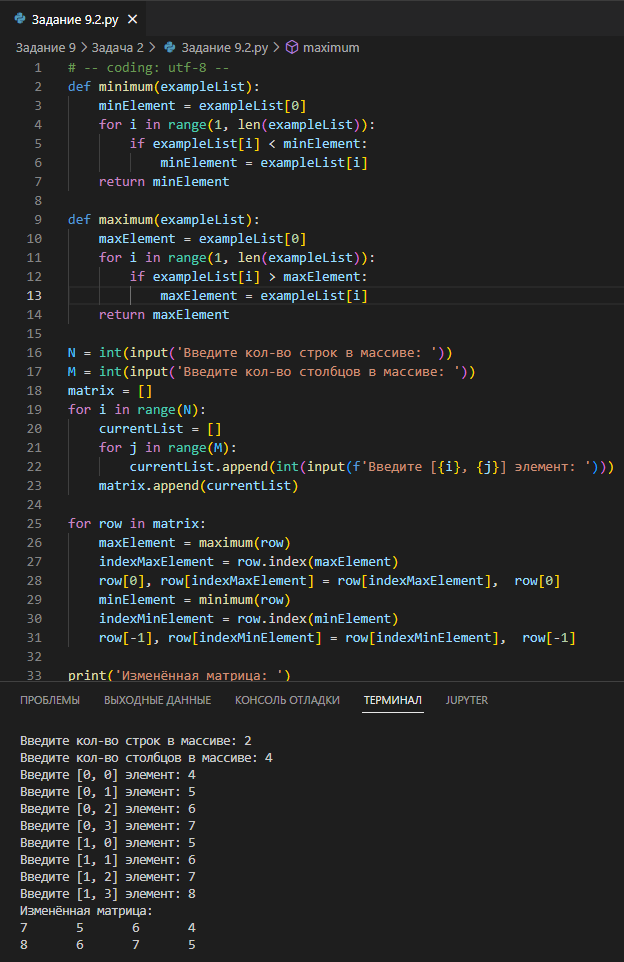 Задание 9.2.py ✕
Задание 9 > Задача 2 > Задание 9.2.py > maximum
1 # -- coding: utf-8 --
2 def minimum(exampleList):
3     minElement = exampleList[0]
4     for i in range(1, len(exampleList)):
5         if exampleList[i] < minElement:
6             minElement = exampleList[i]
7     return minElement
8
9 def maximum(exampleList):
10     maxElement = exampleList[0]
11     for i in range(1, len(exampleList)):
12         if exampleList[i] > maxElement:
13             maxElement = exampleList[i]
14     return maxElement
15
16 N = int(input('Введите кол-во строк в массиве: '))
17 M = int(input('Введите кол-во столбцов в массиве: '))
18 matrix = []
19 for i in range(N):
20     currentList = []
21     for j in range(M):
22         currentList.append(int(input(f'Введите [{i}, {j}] элемент: ')))
23     matrix.append(currentList)
24
25 for row in matrix:
26     maxElement = maximum(row)
27     indexMaxElement = row.index(maxElement)
28     row[0], row[indexMaxElement] = row[indexMaxElement],  row[0]
29     minElement = minimum(row)
30     indexMinElement = row.index(minElement)
31     row[-1], row[indexMinElement] = row[indexMinElement],  row[-1]
32
33 print('Изменённая матрица: ')
ПРОБЛЕМЫ ВЫХОДНЫЕ ДАННЫЕ КОНСОЛЬ ОТЛАДКИ ТЕРМИНАЛ JUPYTER
Введите кол-во строк в массиве: 2
Введите кол-во столбцов в массиве: 4
Введите [0, 0] элемент: 4
Введите [0, 1] элемент: 5
Введите [0, 2] элемент: 6
Введите [0, 3] элемент: 7
Введите [1, 0] элемент: 5
Введите [1, 1] элемент: 6
Введите [1, 2] элемент: 7
Введите [1, 3] элемент: 8
Изменённая матрица:
7 5 6 4
8 6 7 5